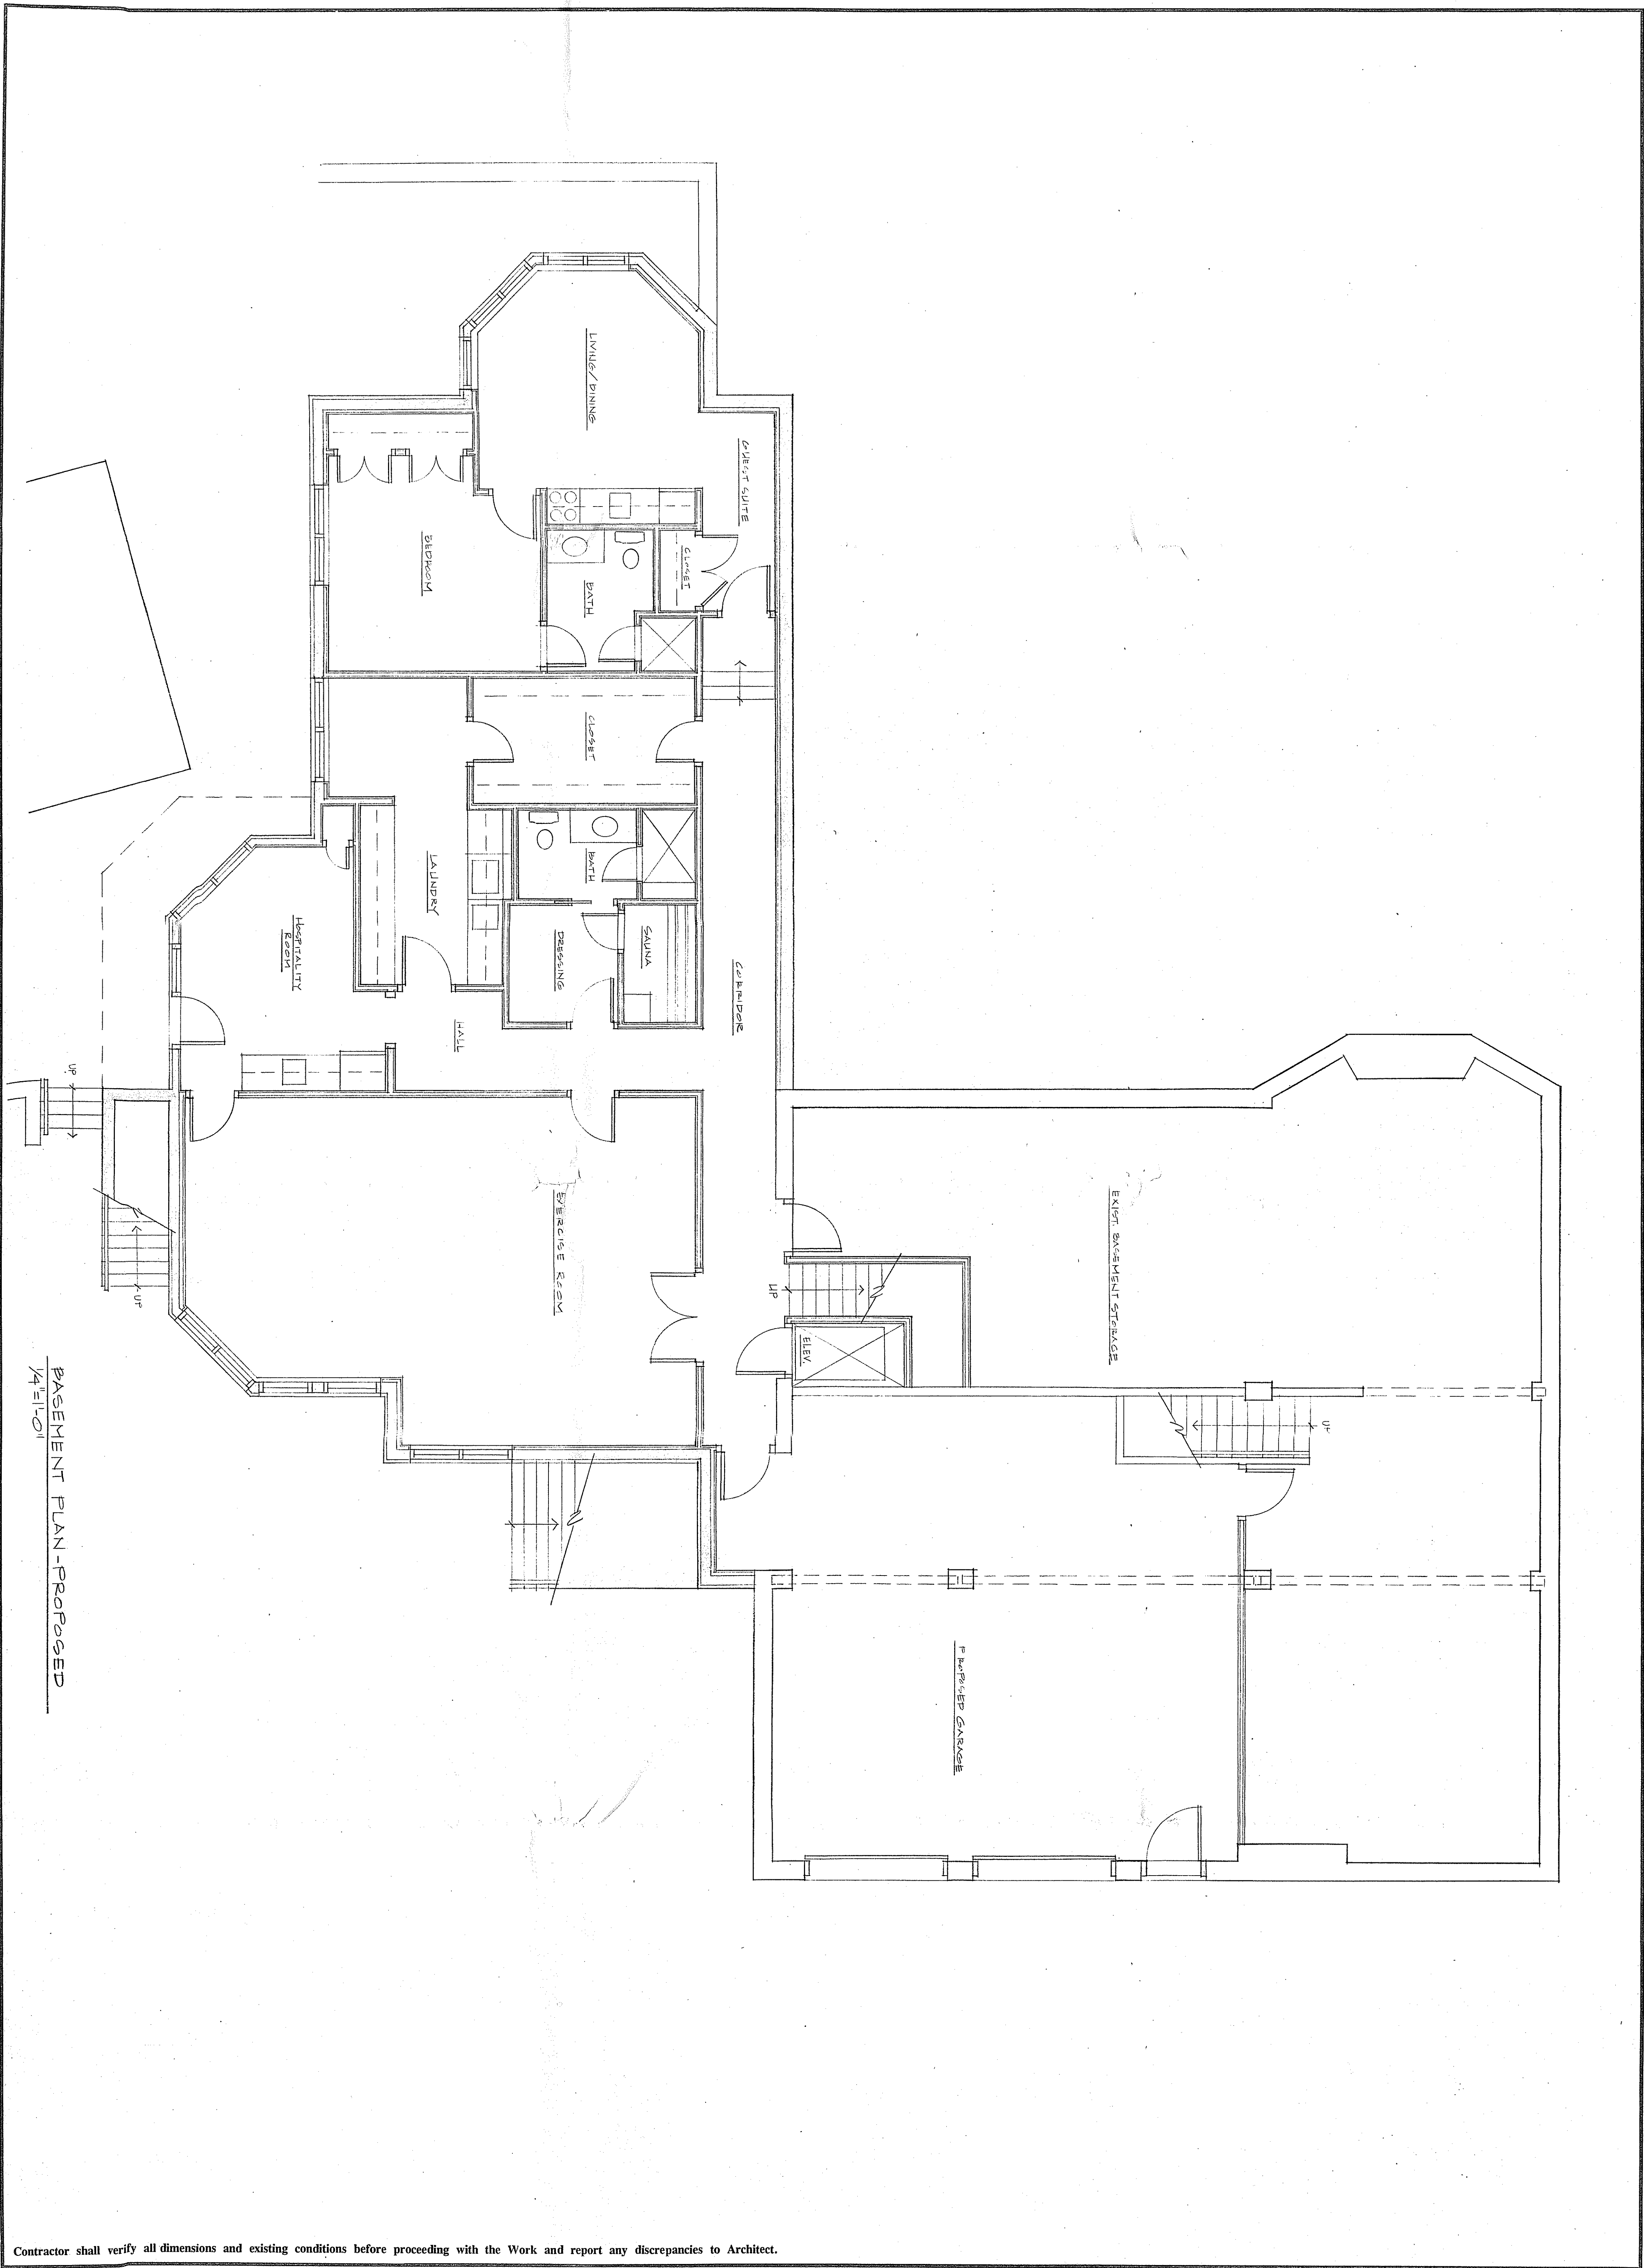 LIVING/DINING
GUEST SUITE
BEDROOM
BATH
CLOSET
CLOSET
LAUNDRY
BATH
HOSPITALITY
ROOM
DRESSING
SAUNA
CORRIDOR
HALL
UP
UP
EXERCISE ROOM
UP
ELEV.
EXIST. BASEMENT STORAGE
UP
PROPOSED GARAGE
BASEMENT PLAN-PROPOSED
1/4"=1'-0"
Contractor shall verify all dimensions and existing conditions before proceeding with the Work and report any discrepancies to Architect.